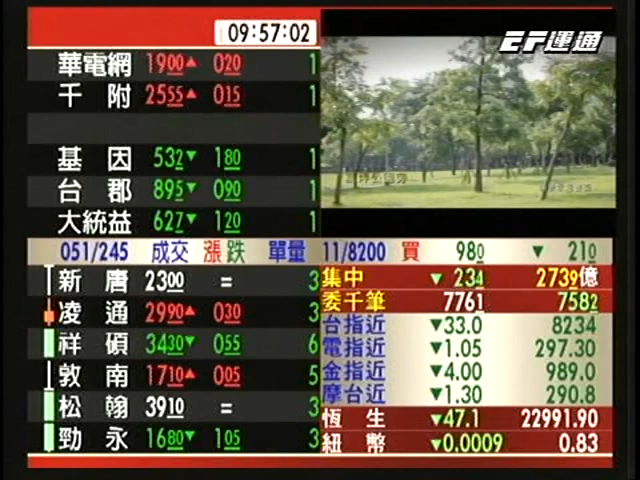 09:57:02
EF運通
華電網 1900▲ 020 1
千附 2555▲ 015 1
基因 532▼ 180 1
台郡 895▼ 090 1
大統益 627▼ 120 1
051/245 成交 漲跌 單量 11/8200 買 980 ▼ 210
新唐 2300 = 3
凌通 2990▲ 030 3
祥碩 3430▼ 055 6
敦南 1710▲ 005 5
松翰 3910 = 3
勁永 1680▼ 105 3
集中 ▼ 234 2739億
委千筆 7761 7582
台指近 ▼33.0 8234
電指近 ▼1.05 297.30
金指近 ▼4.00 989.0
摩台近 ▼1.30 290.8
恆生 ▼47.1 22991.90
紐幣 ▼0.0009 0.83